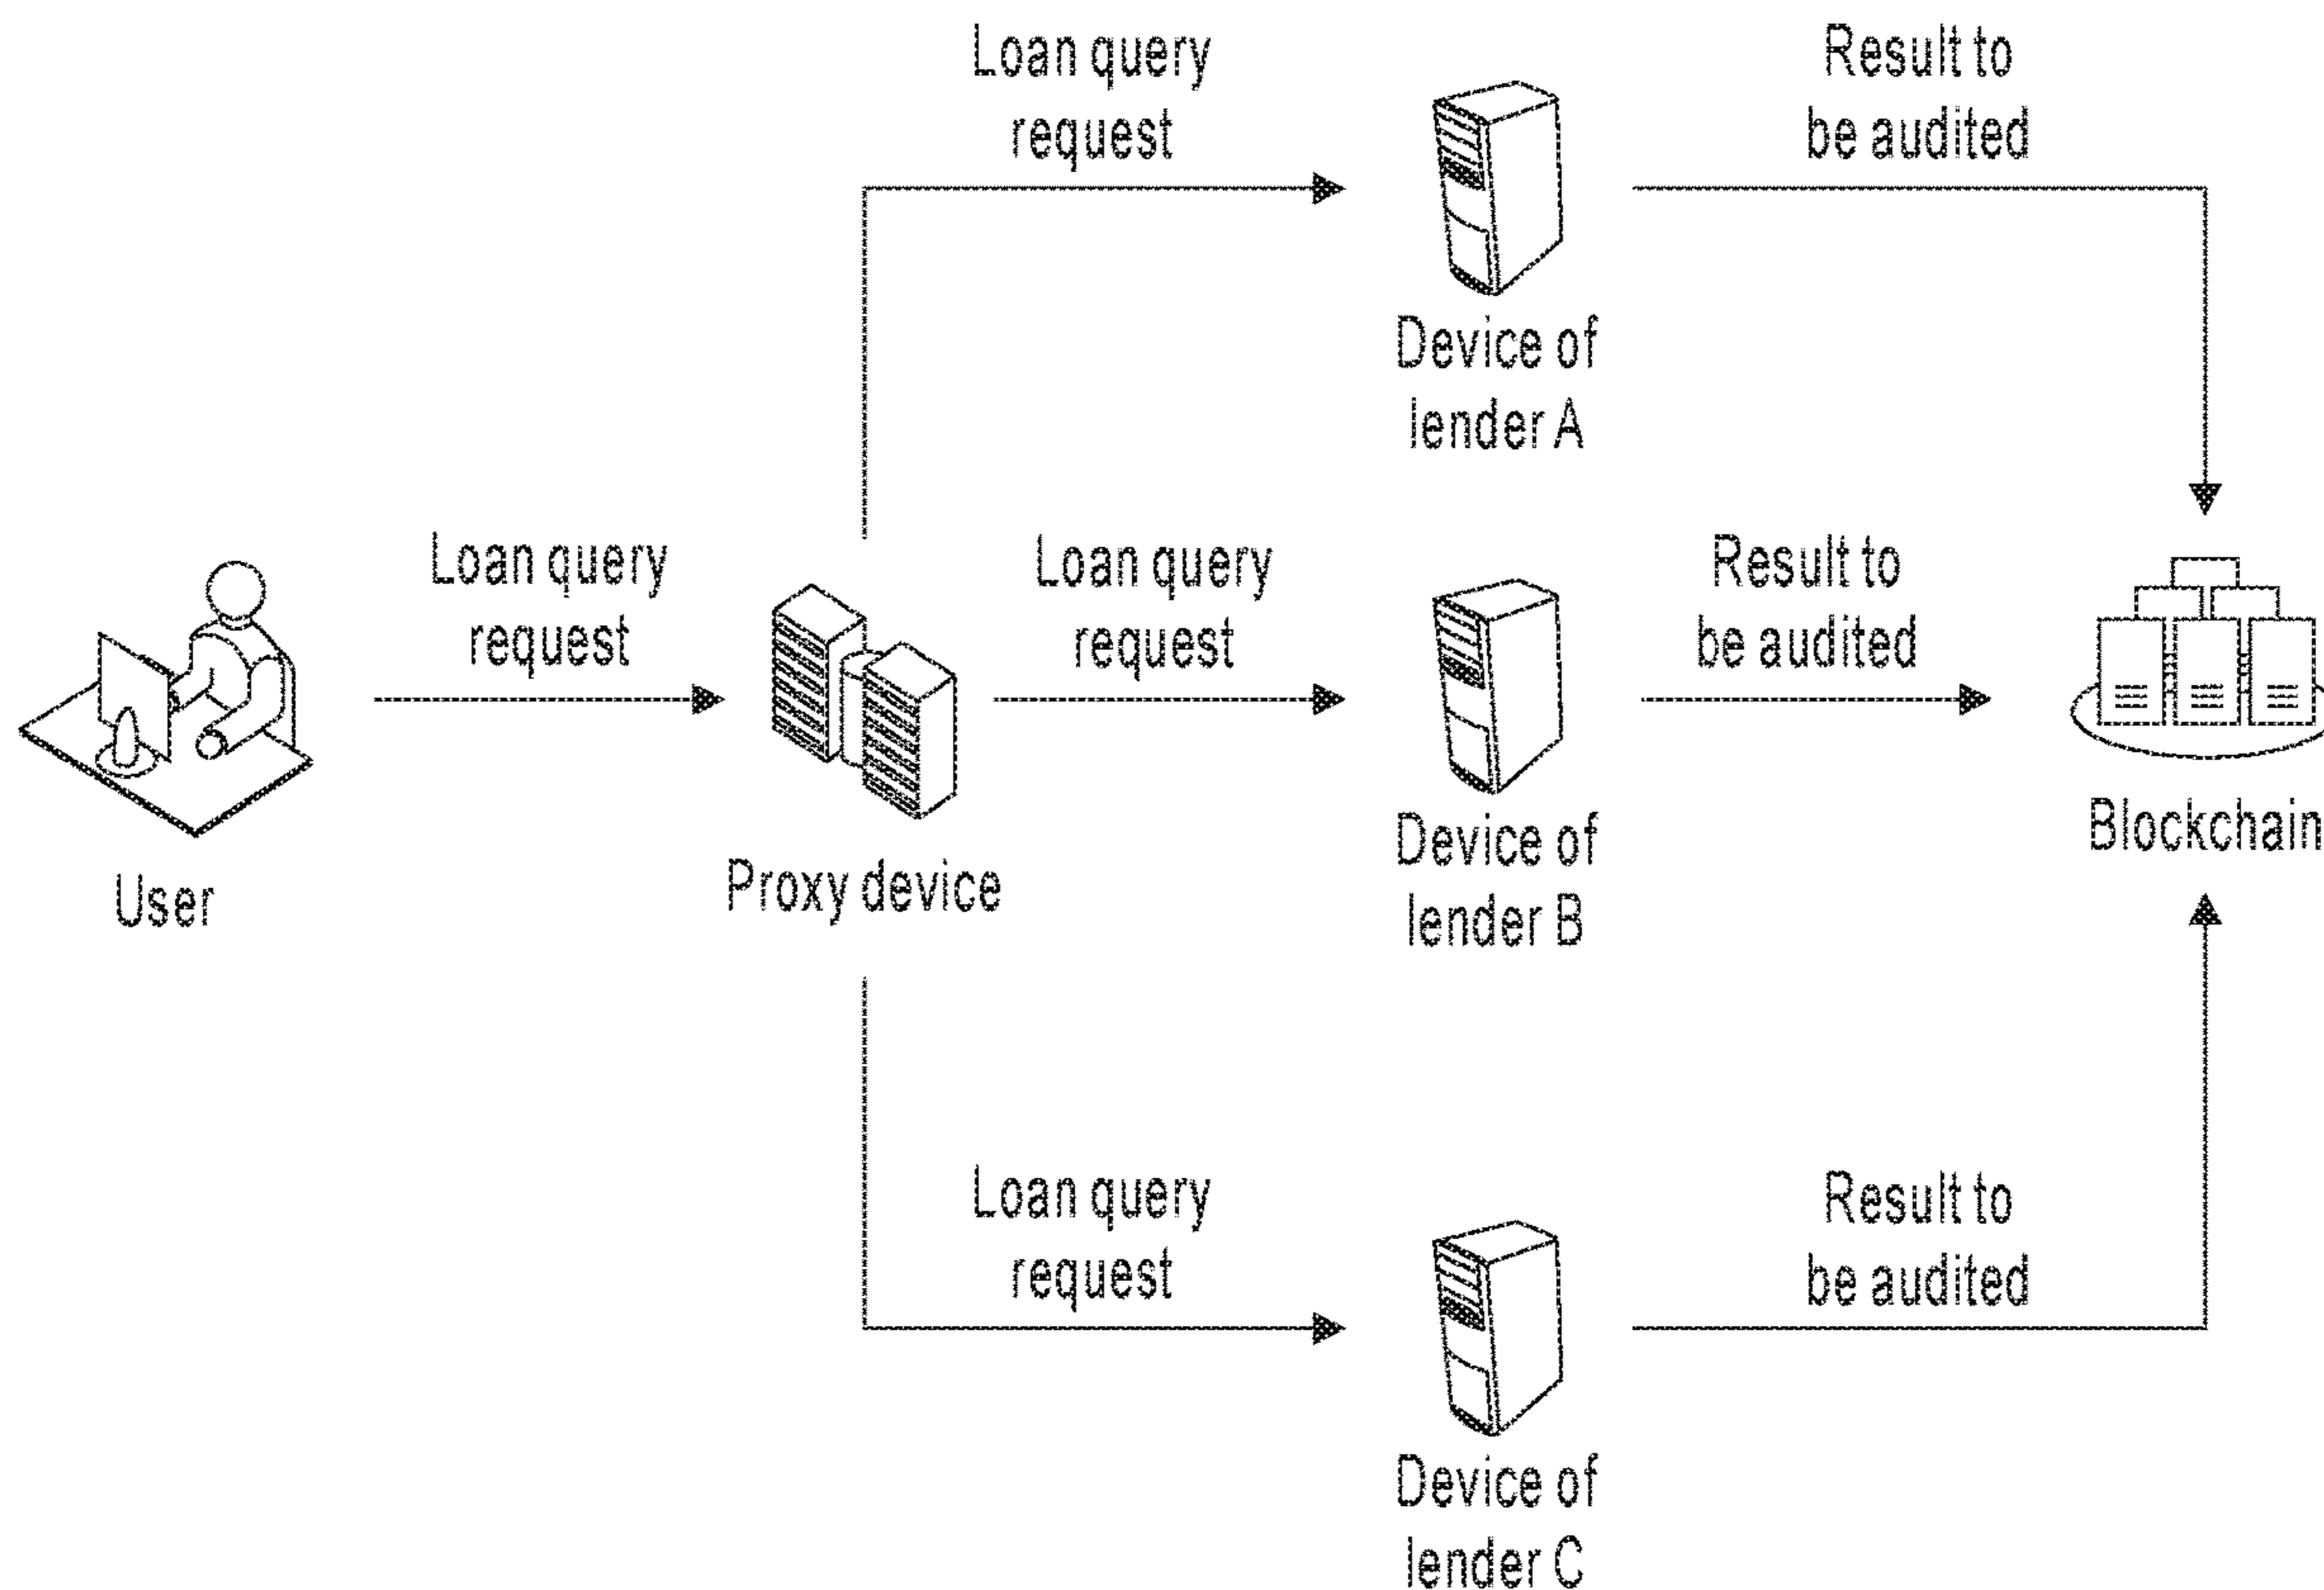 Loan query
request
Result to
be audited
Device of
lender A
Loan query
request
Loan query
request
Result to
be audited
User
Proxy device
Device of
lender B
Blockchain
Loan query
request
Result to
be audited
Device of
lender C